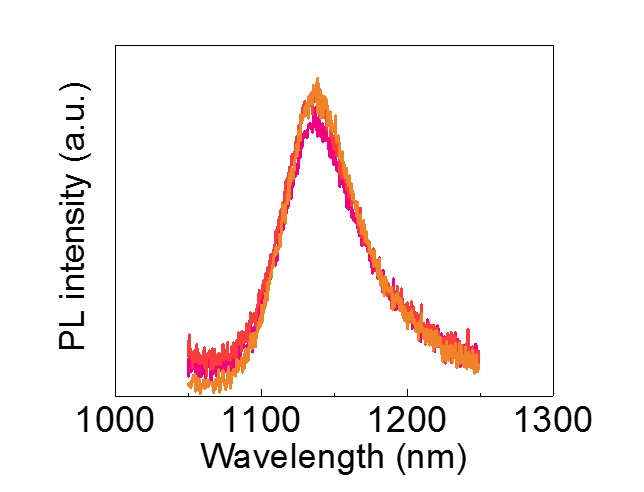 PL intensity (a.u.)
1000 1100 1200 1300
Wavelength (nm)